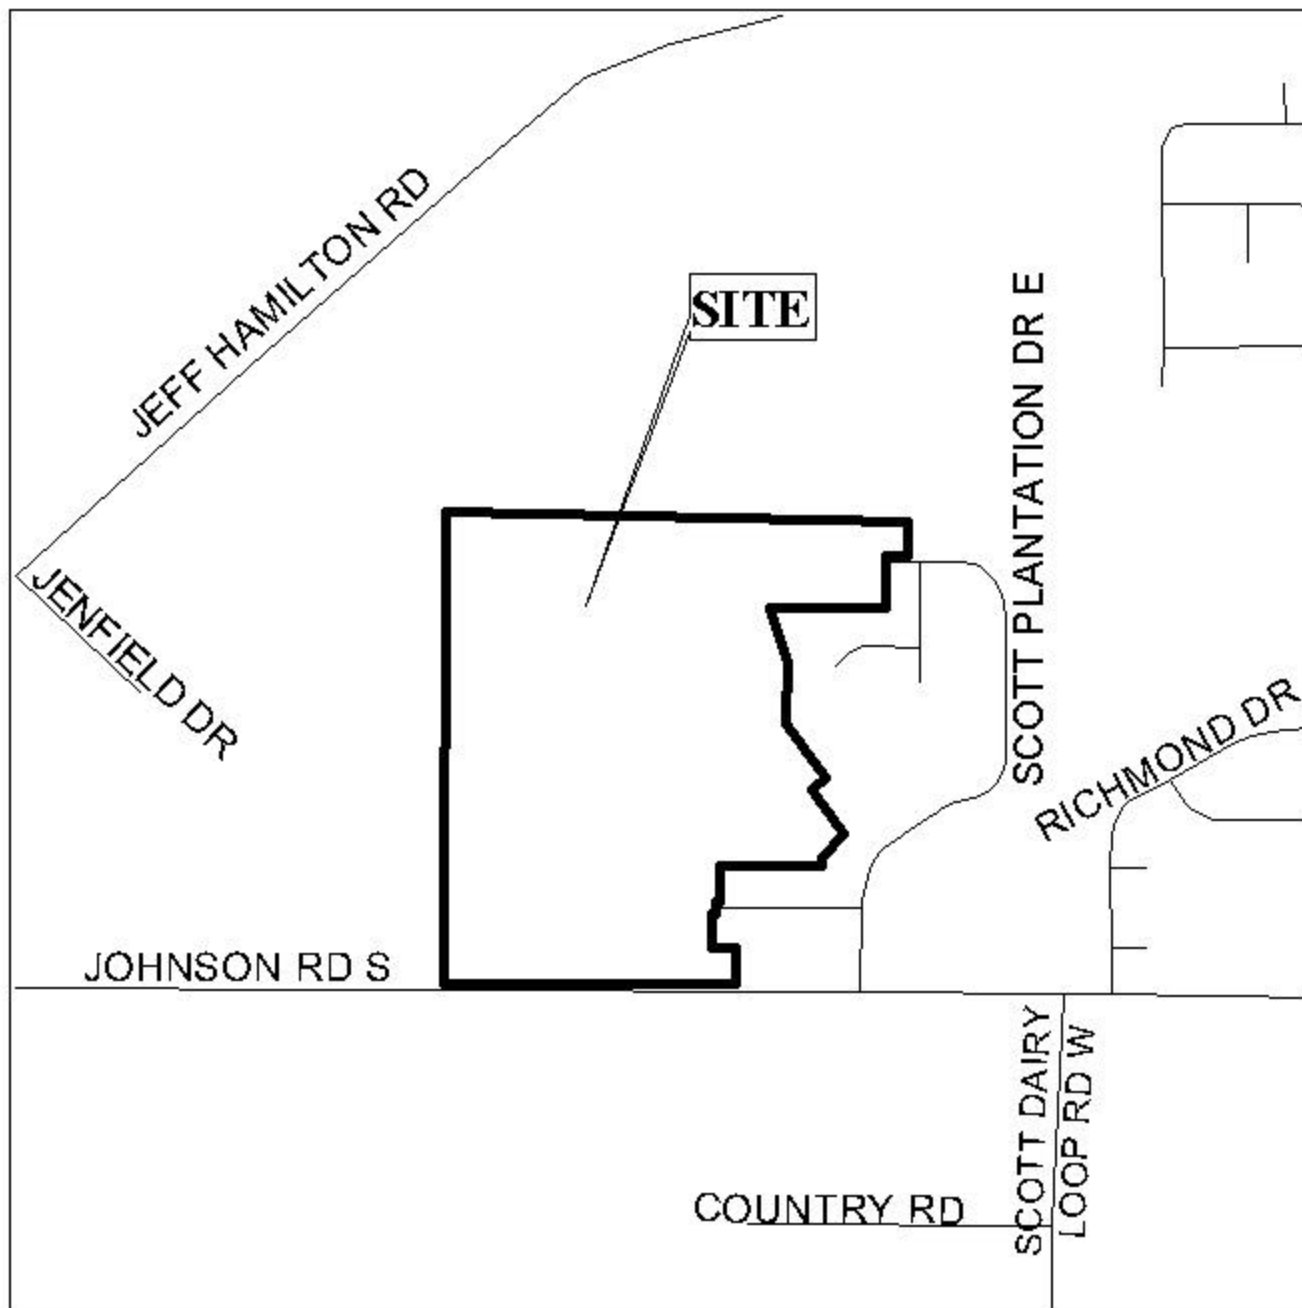 JEFF HAMILTON RD
SITE
SCOTT PLANTATION DR E
JENFIELD DR
RICHMOND DR
JOHNSON RD S
SCOTT DAIRY
LOOP RD W
COUNTRY RD